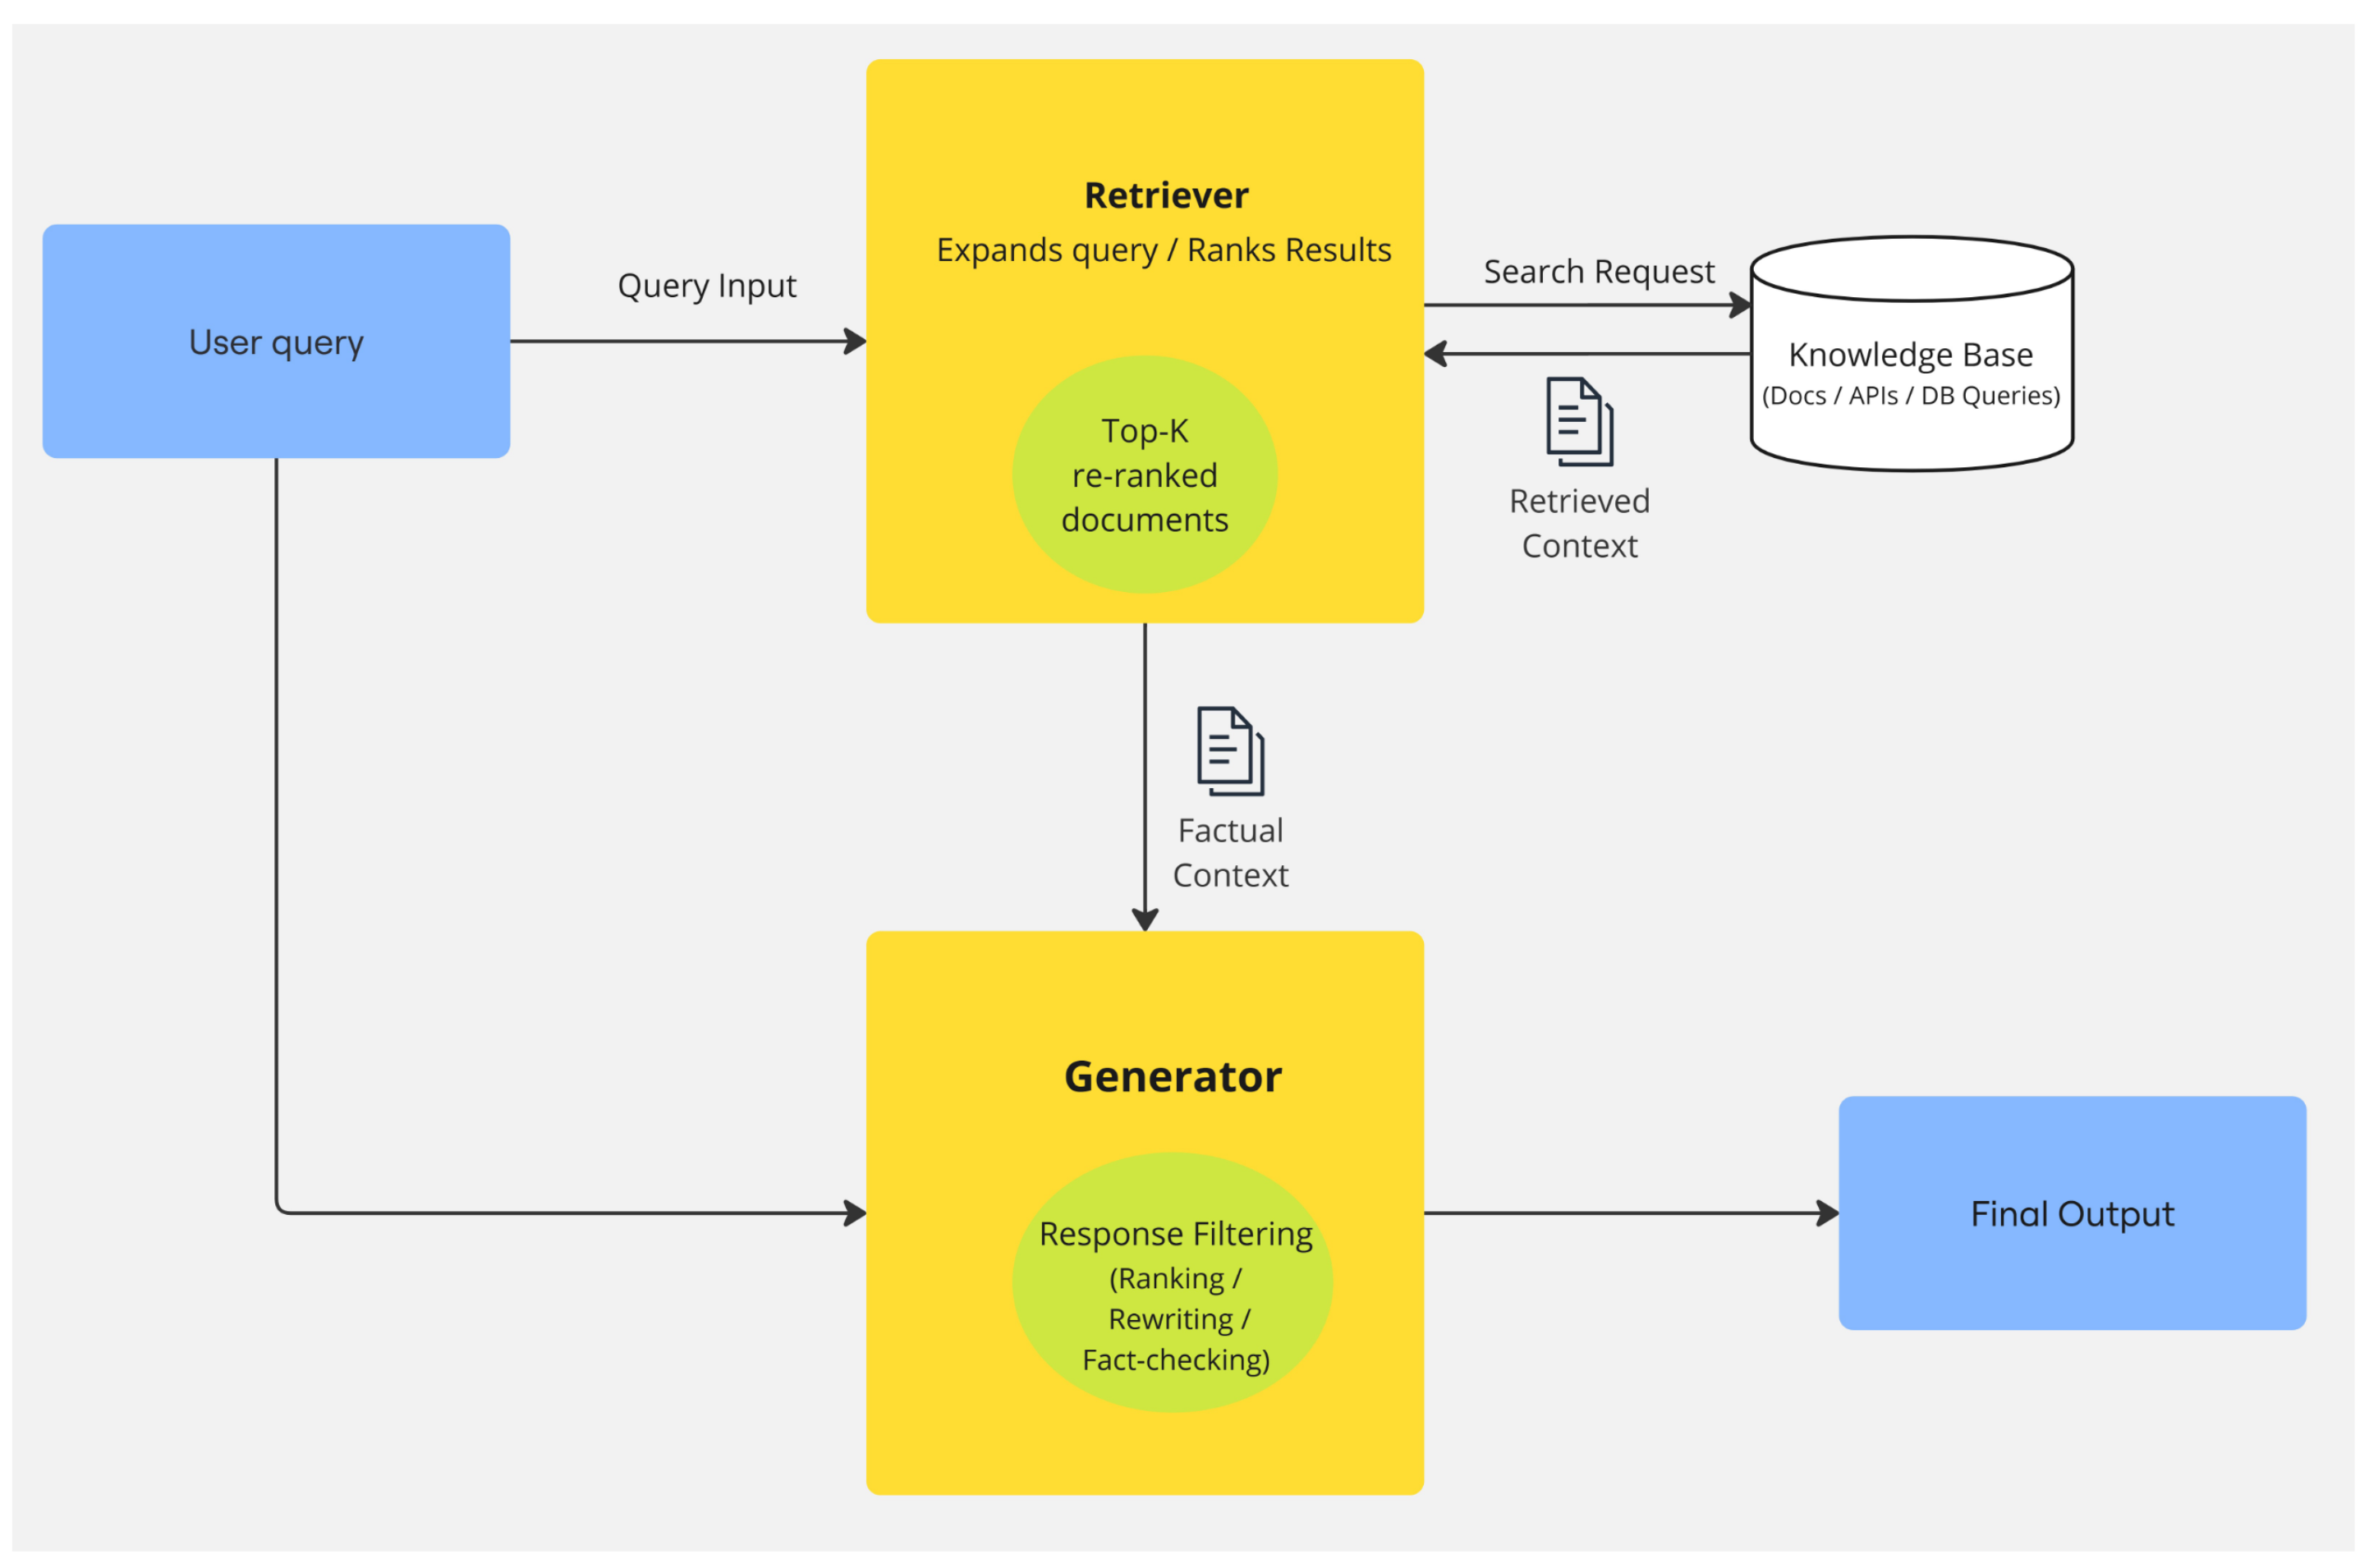 Retriever
Expands query / Ranks Results
Query Input
User query
Search Request
Knowledge Base
(Docs / APIs / DB Queries)
Top-K
re-ranked
documents
Retrieved
Context
Factual
Context
Generator
Response Filtering
(Ranking /
Rewriting /
Fact-checking)
Final Output